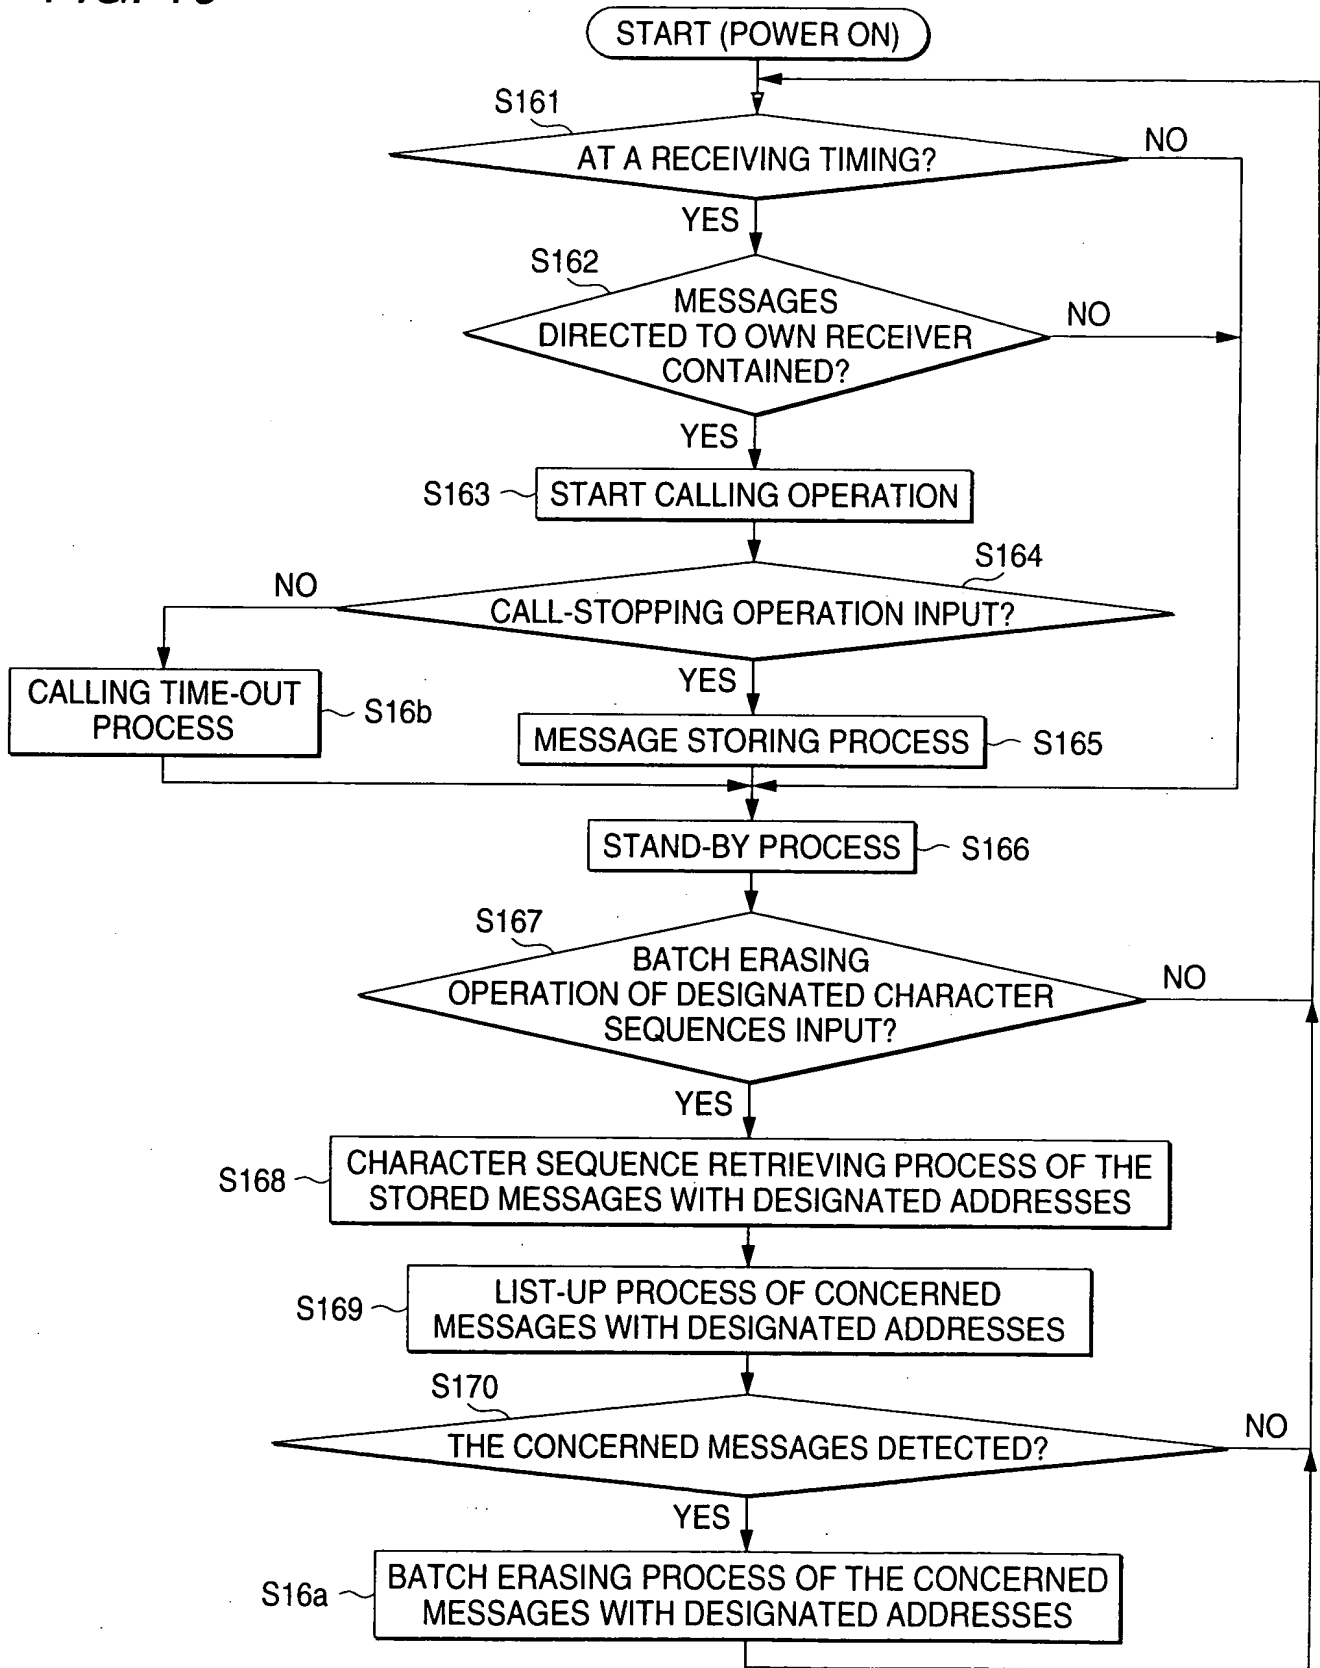 START (POWER ON)
S161
AT A RECEIVING TIMING?
NO
YES
S162
MESSAGES
DIRECTED TO OWN RECEIVER
CONTAINED?
NO
YES
S163
START CALLING OPERATION
S164
NO
CALL-STOPPING OPERATION INPUT?
YES
CALLING TIME-OUT
PROCESS
S16b
MESSAGE STORING PROCESS
S165
STAND-BY PROCESS
S166
S167
BATCH ERASING
OPERATION OF DESIGNATED CHARACTER
SEQUENCES INPUT?
NO
YES
S168
CHARACTER SEQUENCE RETRIEVING PROCESS OF THE
STORED MESSAGES WITH DESIGNATED ADDRESSES
S169
LIST-UP PROCESS OF CONCERNED
MESSAGES WITH DESIGNATED ADDRESSES
S170
THE CONCERNED MESSAGES DETECTED?
NO
YES
S16a
BATCH ERASING PROCESS OF THE CONCERNED
MESSAGES WITH DESIGNATED ADDRESSES